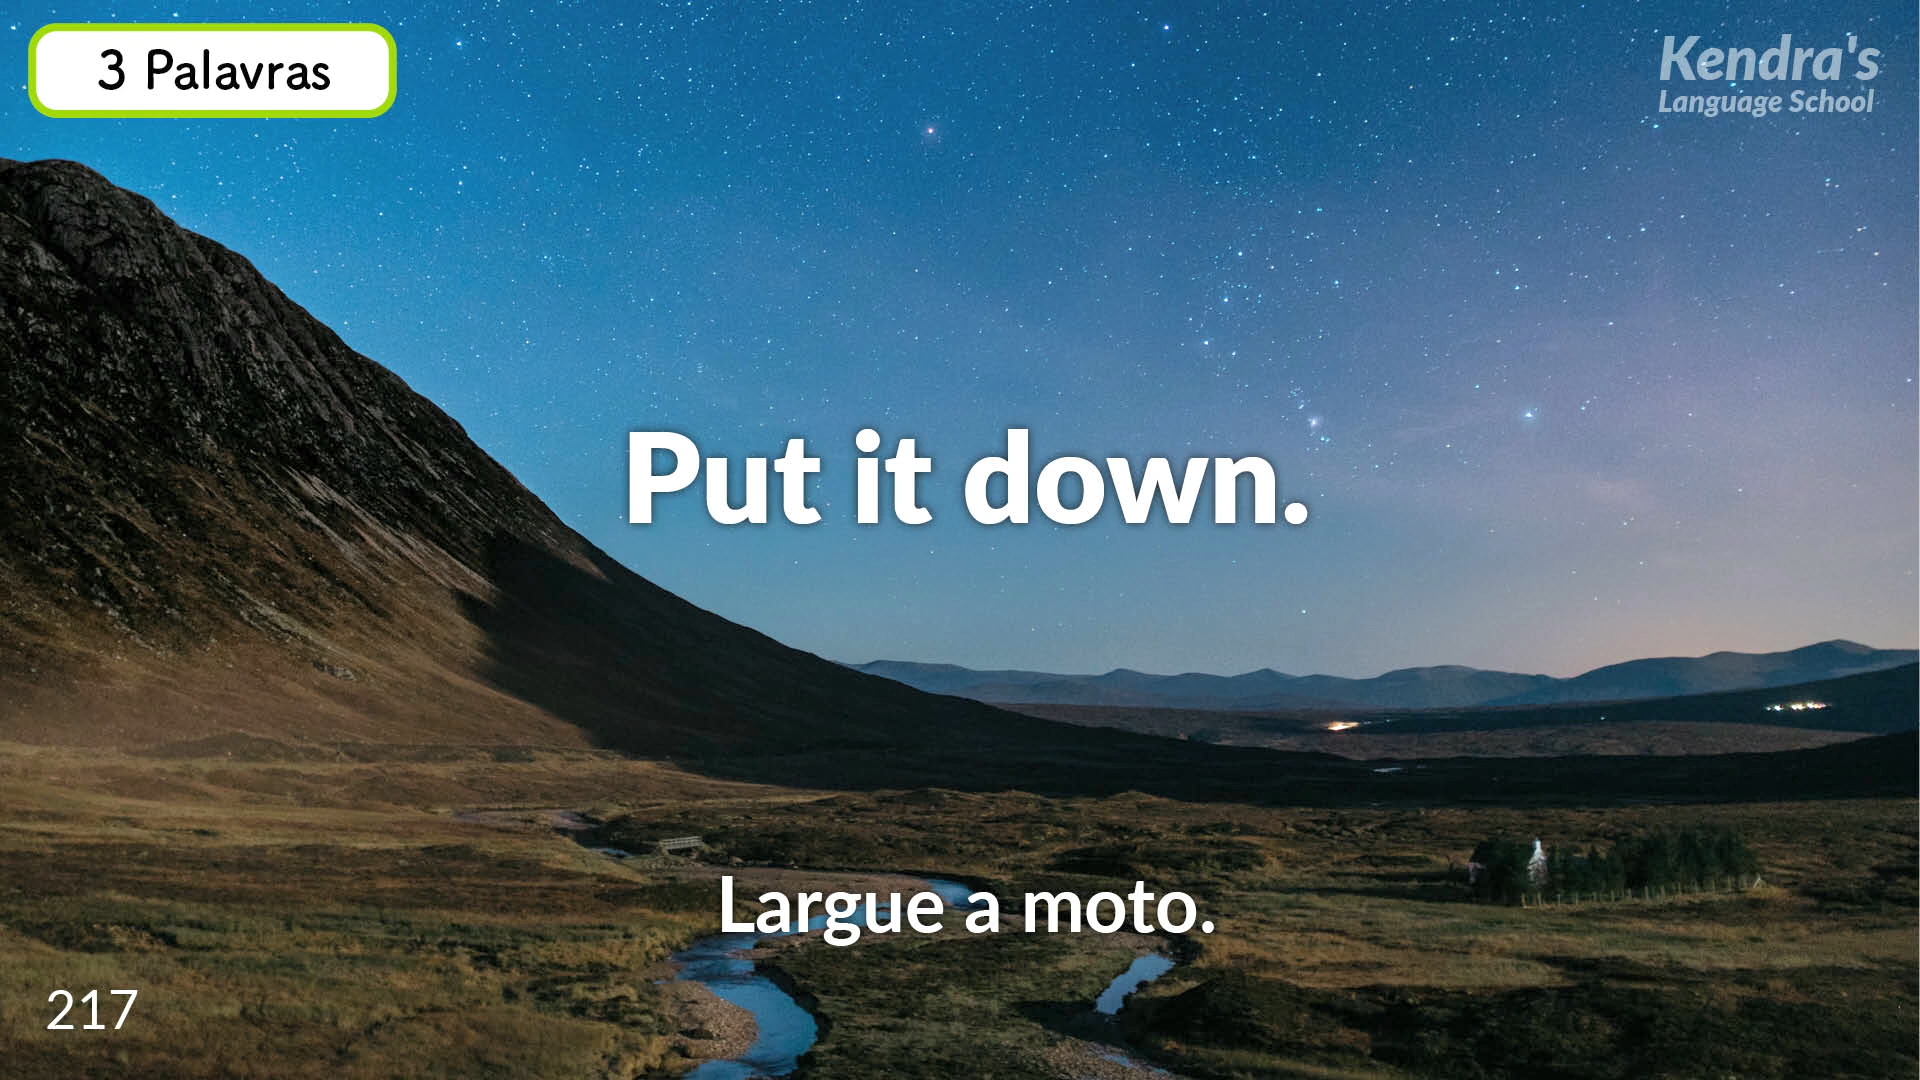 3 Palavras
Kendra's
Language School
Put it down.
Largue a moto.
217